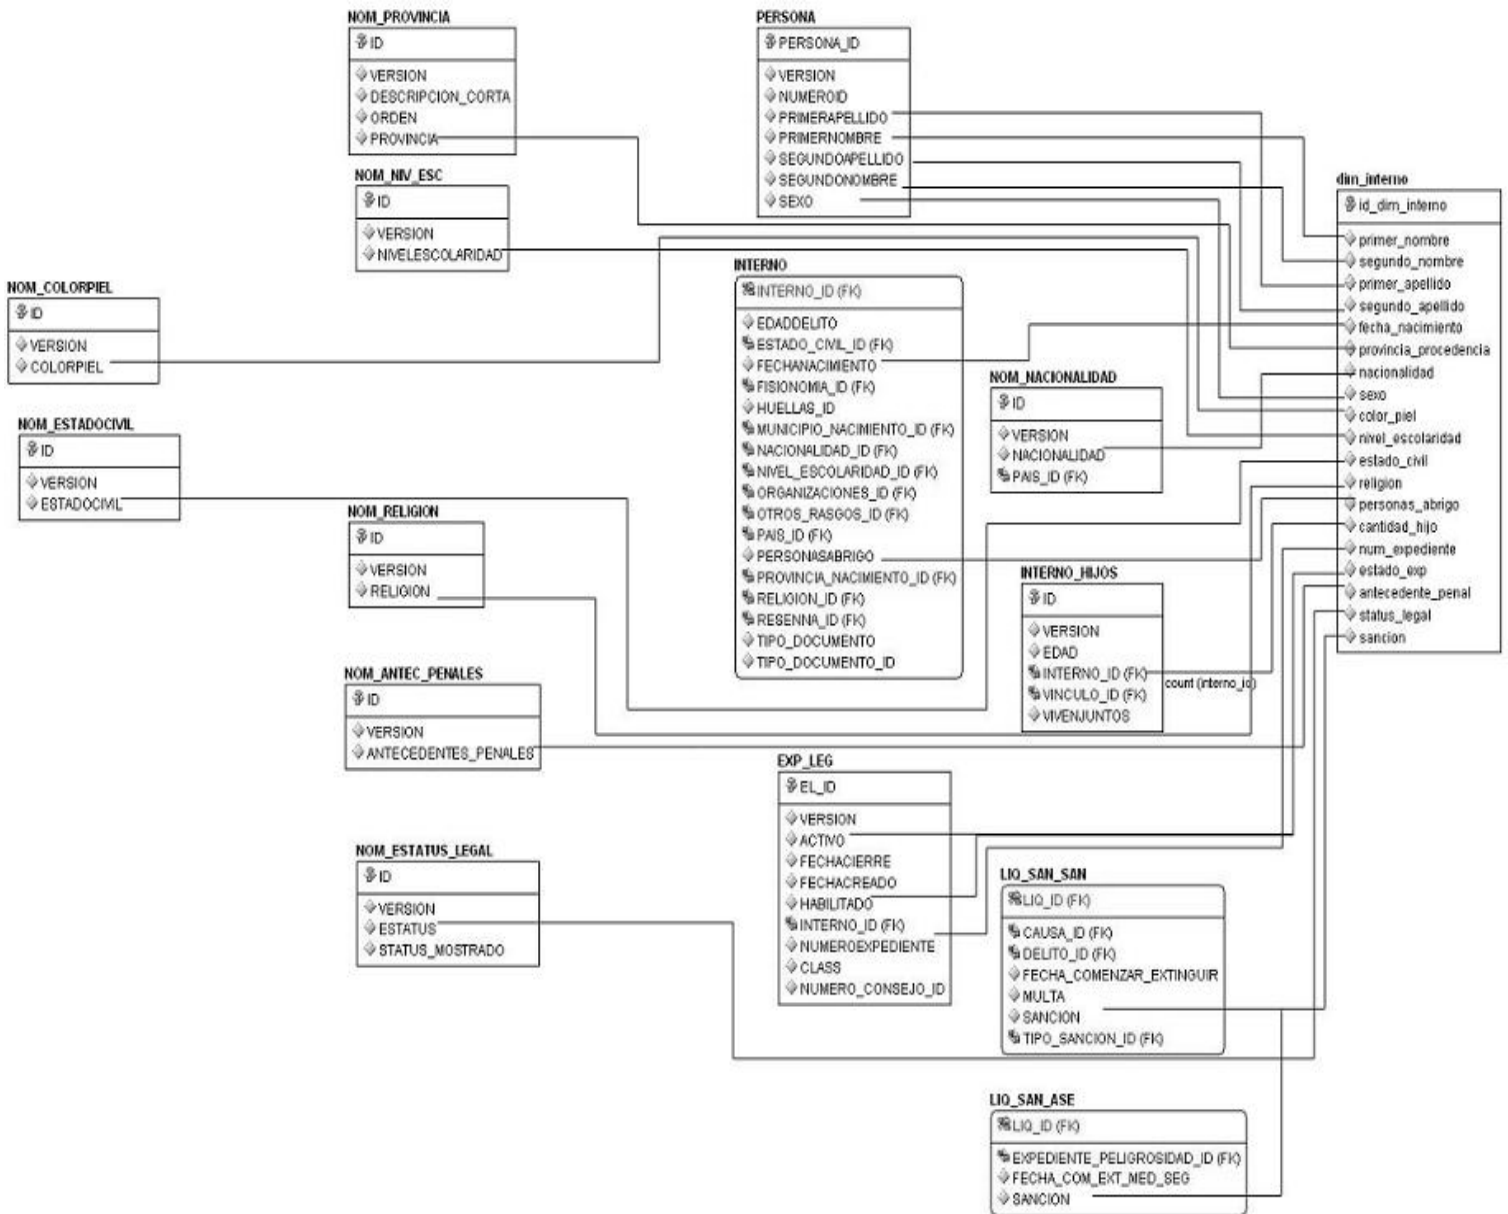 NOM_PROVINCIA
ID
VERSION
DESCRIPCION_CORTA
ORDEN
PROVINCIA
PERSONA
PERSONA_ID
VERSION
NUMEROID
PRIMERAPELLIDO
PRIMERNOMBRE
SEGUNDOAPELLIDO
SEGUNDONOMBRE
SEXO
NOM_NIV_ESC
ID
VERSION
NIVELESCOLARIDAD
NOM_COLORPIEL
ID
VERSION
COLORPIEL
NOM_ESTADOCIVIL
ID
VERSION
ESTADOCIVIL
INTERNO
INTERNO_ID (FK)
EDADDELITO
ESTADO_CIVIL_ID (FK)
FECHANACIMIENTO
FISIONOMIA_ID (FK)
HUELLAS_ID
MUNICIPIO_NACIMIENTO_ID (FK)
NACIONALIDAD_ID (FK)
NIVEL_ESCOLARIDAD_ID (FK)
ORGANIZACIONES_ID (FK)
OTROS_RASGOS_ID (FK)
PAIS_ID (FK)
PERSONASABRIGO
PROVINCIA_NACIMIENTO_ID (FK)
RELIGION_ID (FK)
RESENNA_ID (FK)
TIPO_DOCUMENTO
TIPO_DOCUMENTO_ID
NOM_NACIONALIDAD
ID
VERSION
NACIONALIDAD
PAIS_ID (FK)
dim_interno
id_dim_interno
primer_nombre
segundo_nombre
primer_apellido
segundo_apellido
fecha_nacimiento
provincia_procedencia
nacionalidad
sexo
color_piel
nivel_escolaridad
estado_civil
religion
personas_abrigo
cantidad_hijo
num_expediente
estado_exp
antecedente_penal
status_legal
sancion
NOM_RELIGION
ID
VERSION
RELIGION
INTERNO_HIJOS
ID
VERSION
EDAD
INTERNO_ID (FK)
VINCULO_ID (FK)
VIVENJUNTOS
count (interno_id)
NOM_ANTEC_PENALES
ID
VERSION
ANTECEDENTES_PENALES
EXP_LEG
EL_ID
VERSION
ACTIVO
FECHACIERRE
FECHACREADO
HABILITADO
INTERNO_ID (FK)
NUMEROEXPEDIENTE
CLASS
NUMERO_CONSEJO_ID
NOM_ESTATUS_LEGAL
ID
VERSION
ESTATUS
STATUS_MOSTRADO
LIQ_SAN_SAN
LIQ_ID (FK)
CAUSA_ID (FK)
DELITO_ID (FK)
FECHA_COMENZAR_EXTINGUIR
MULTA
SANCION
TIPO_SANCION_ID (FK)
LIQ_SAN_ASE
LIQ_ID (FK)
EXPEDIENTE_PELIGROSIDAD_ID (FK)
FECHA_COM_EXT_MED_SEG
SANCION